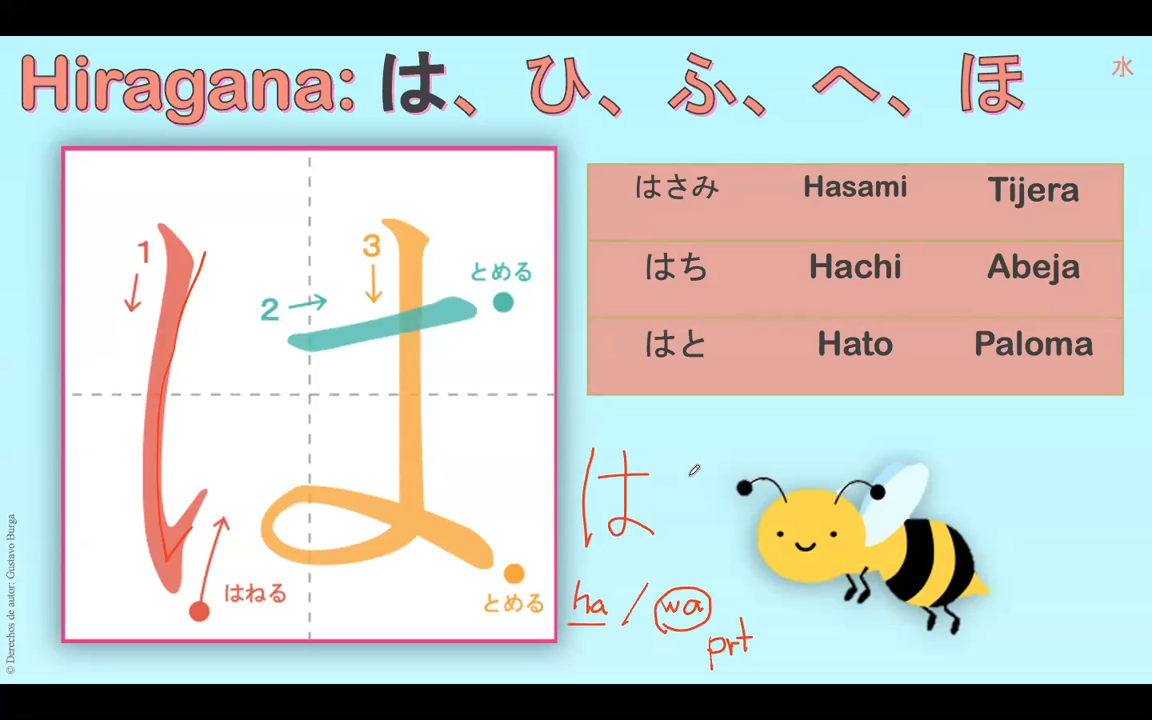 Hiragana: は、ひ、ふ、へ、ほ
水
1
2
3
とめる
はねる
とめる
はさみ Hasami Tijera
はち Hachi Abeja
はと Hato Paloma
は
ha / wa
prt
© Derechos de autor: Gustavo Burga